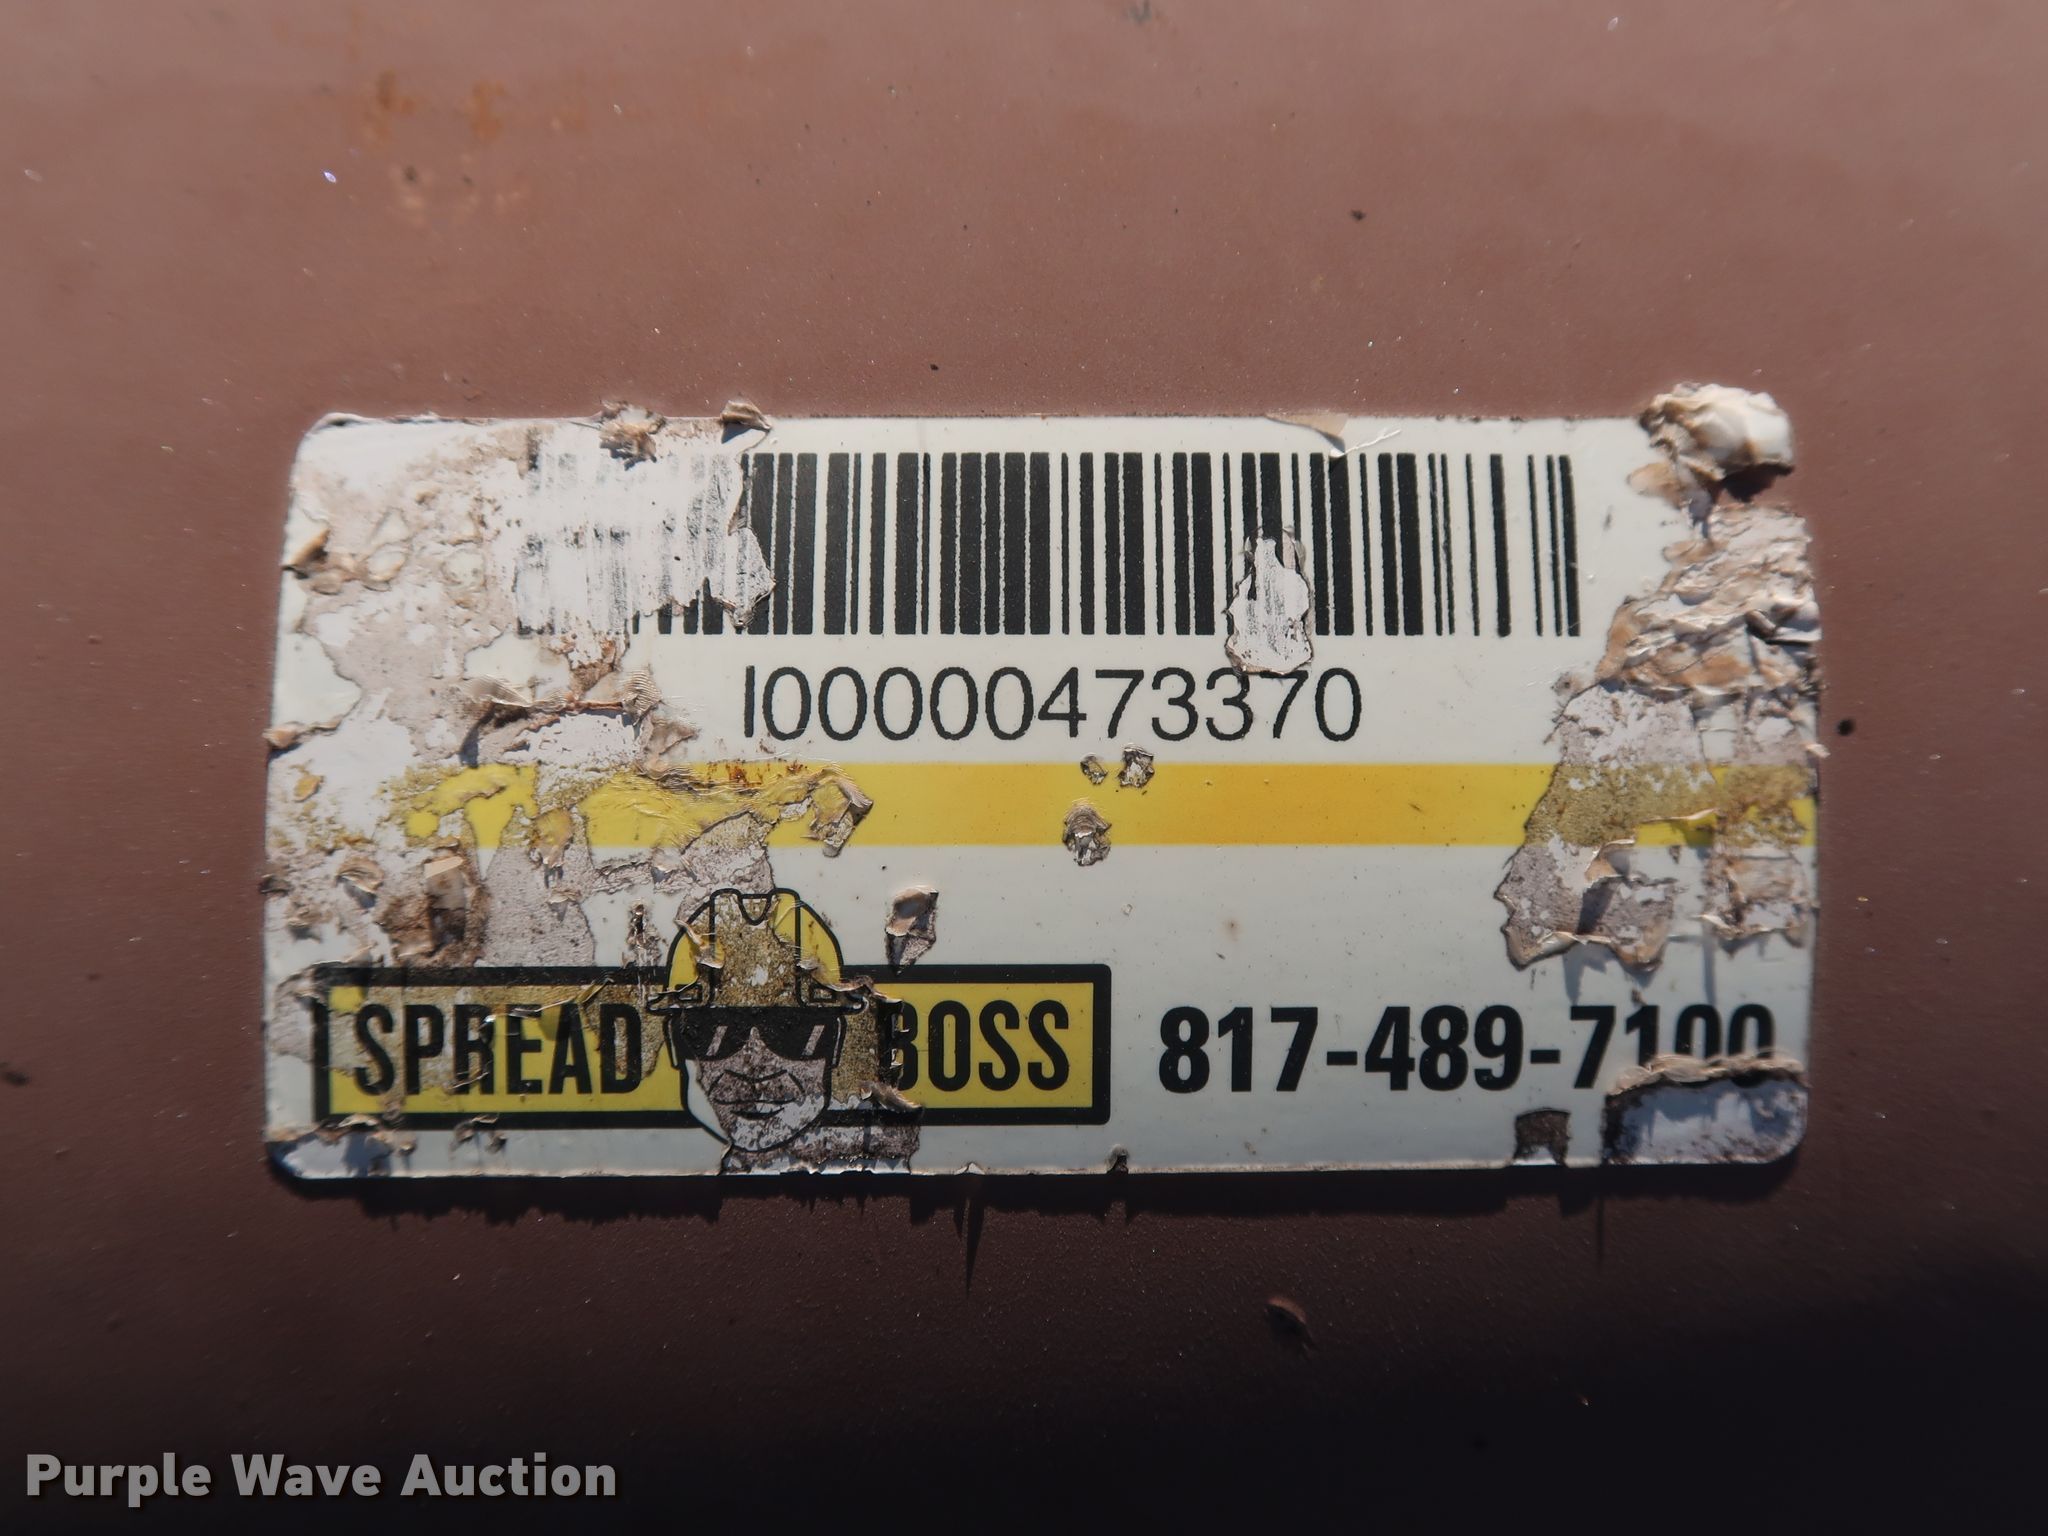 I00000473370
SPREAD BOSS
817-489-7100
Purple Wave Auction